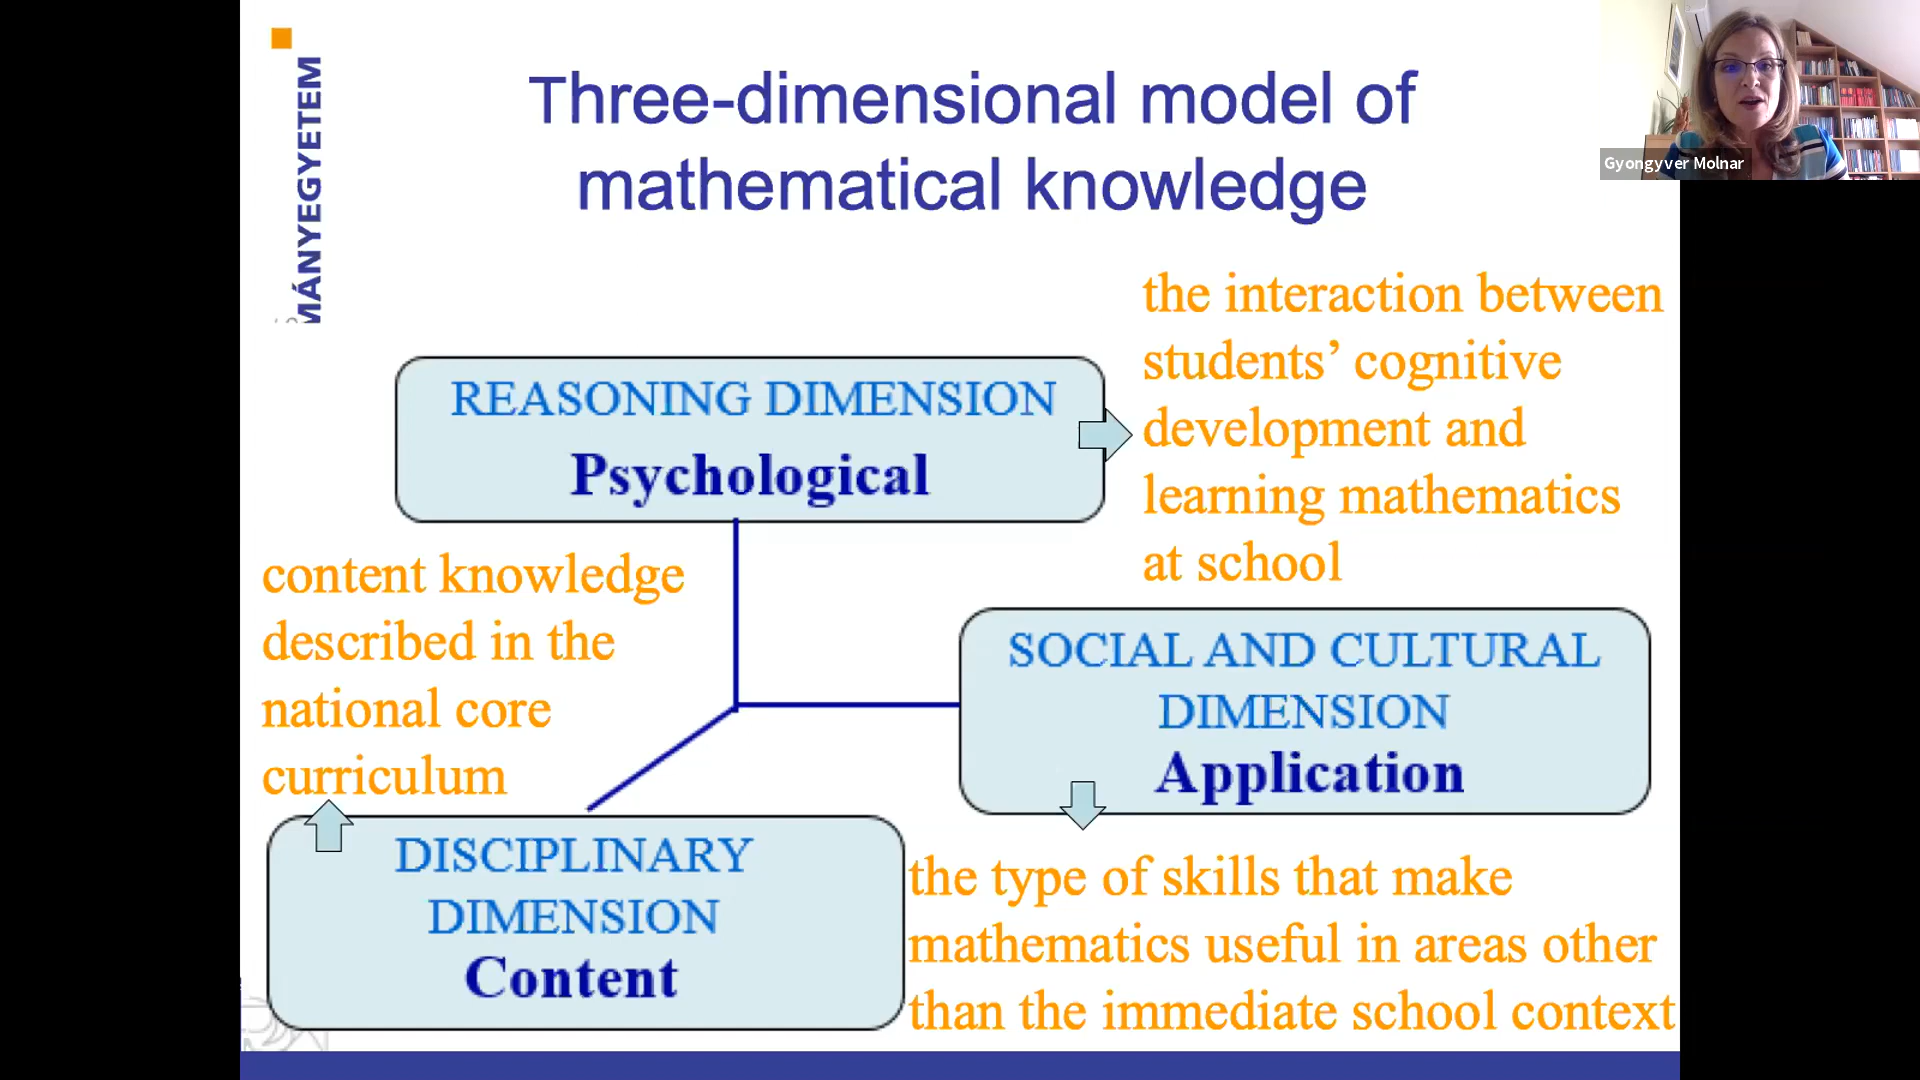 MÁNYEGYETEM
Three-dimensional model of
mathematical knowledge
Gyongyver Molnar
the interaction between
students’ cognitive
development and
learning mathematics
at school
REASONING DIMENSION
Psychological
content knowledge
described in the
national core
curriculum
SOCIAL AND CULTURAL
DIMENSION
Application
DISCIPLINARY
DIMENSION
Content
the type of skills that make
mathematics useful in areas other
than the immediate school context